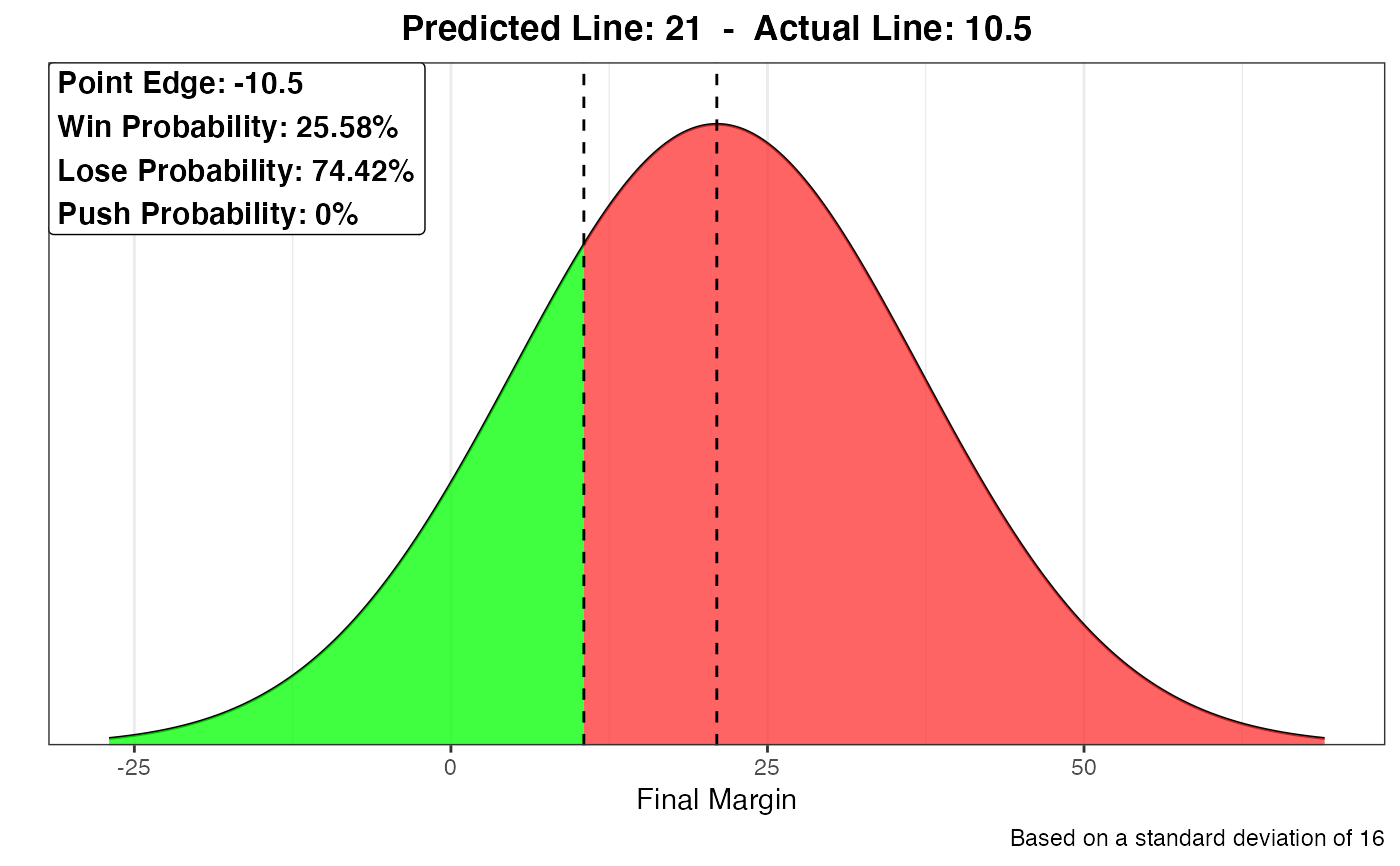 Predicted Line: 21 - Actual Line: 10.5
Point Edge: -10.5
Win Probability: 25.58%
Lose Probability: 74.42%
Push Probability: 0%
-25 0 25 50
Final Margin
Based on a standard deviation of 16